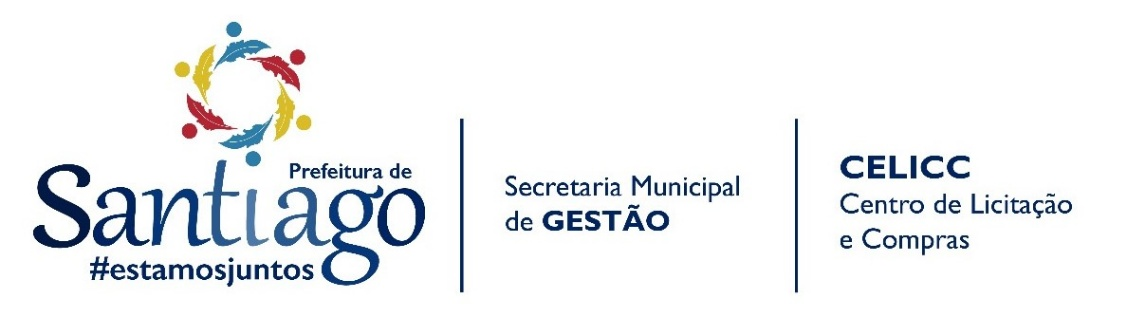 Prefeitura de
Santiago
#estamosjuntos
Secretaria Municipal
de GESTÃO
CELICC
Centro de Licitação
e Compras